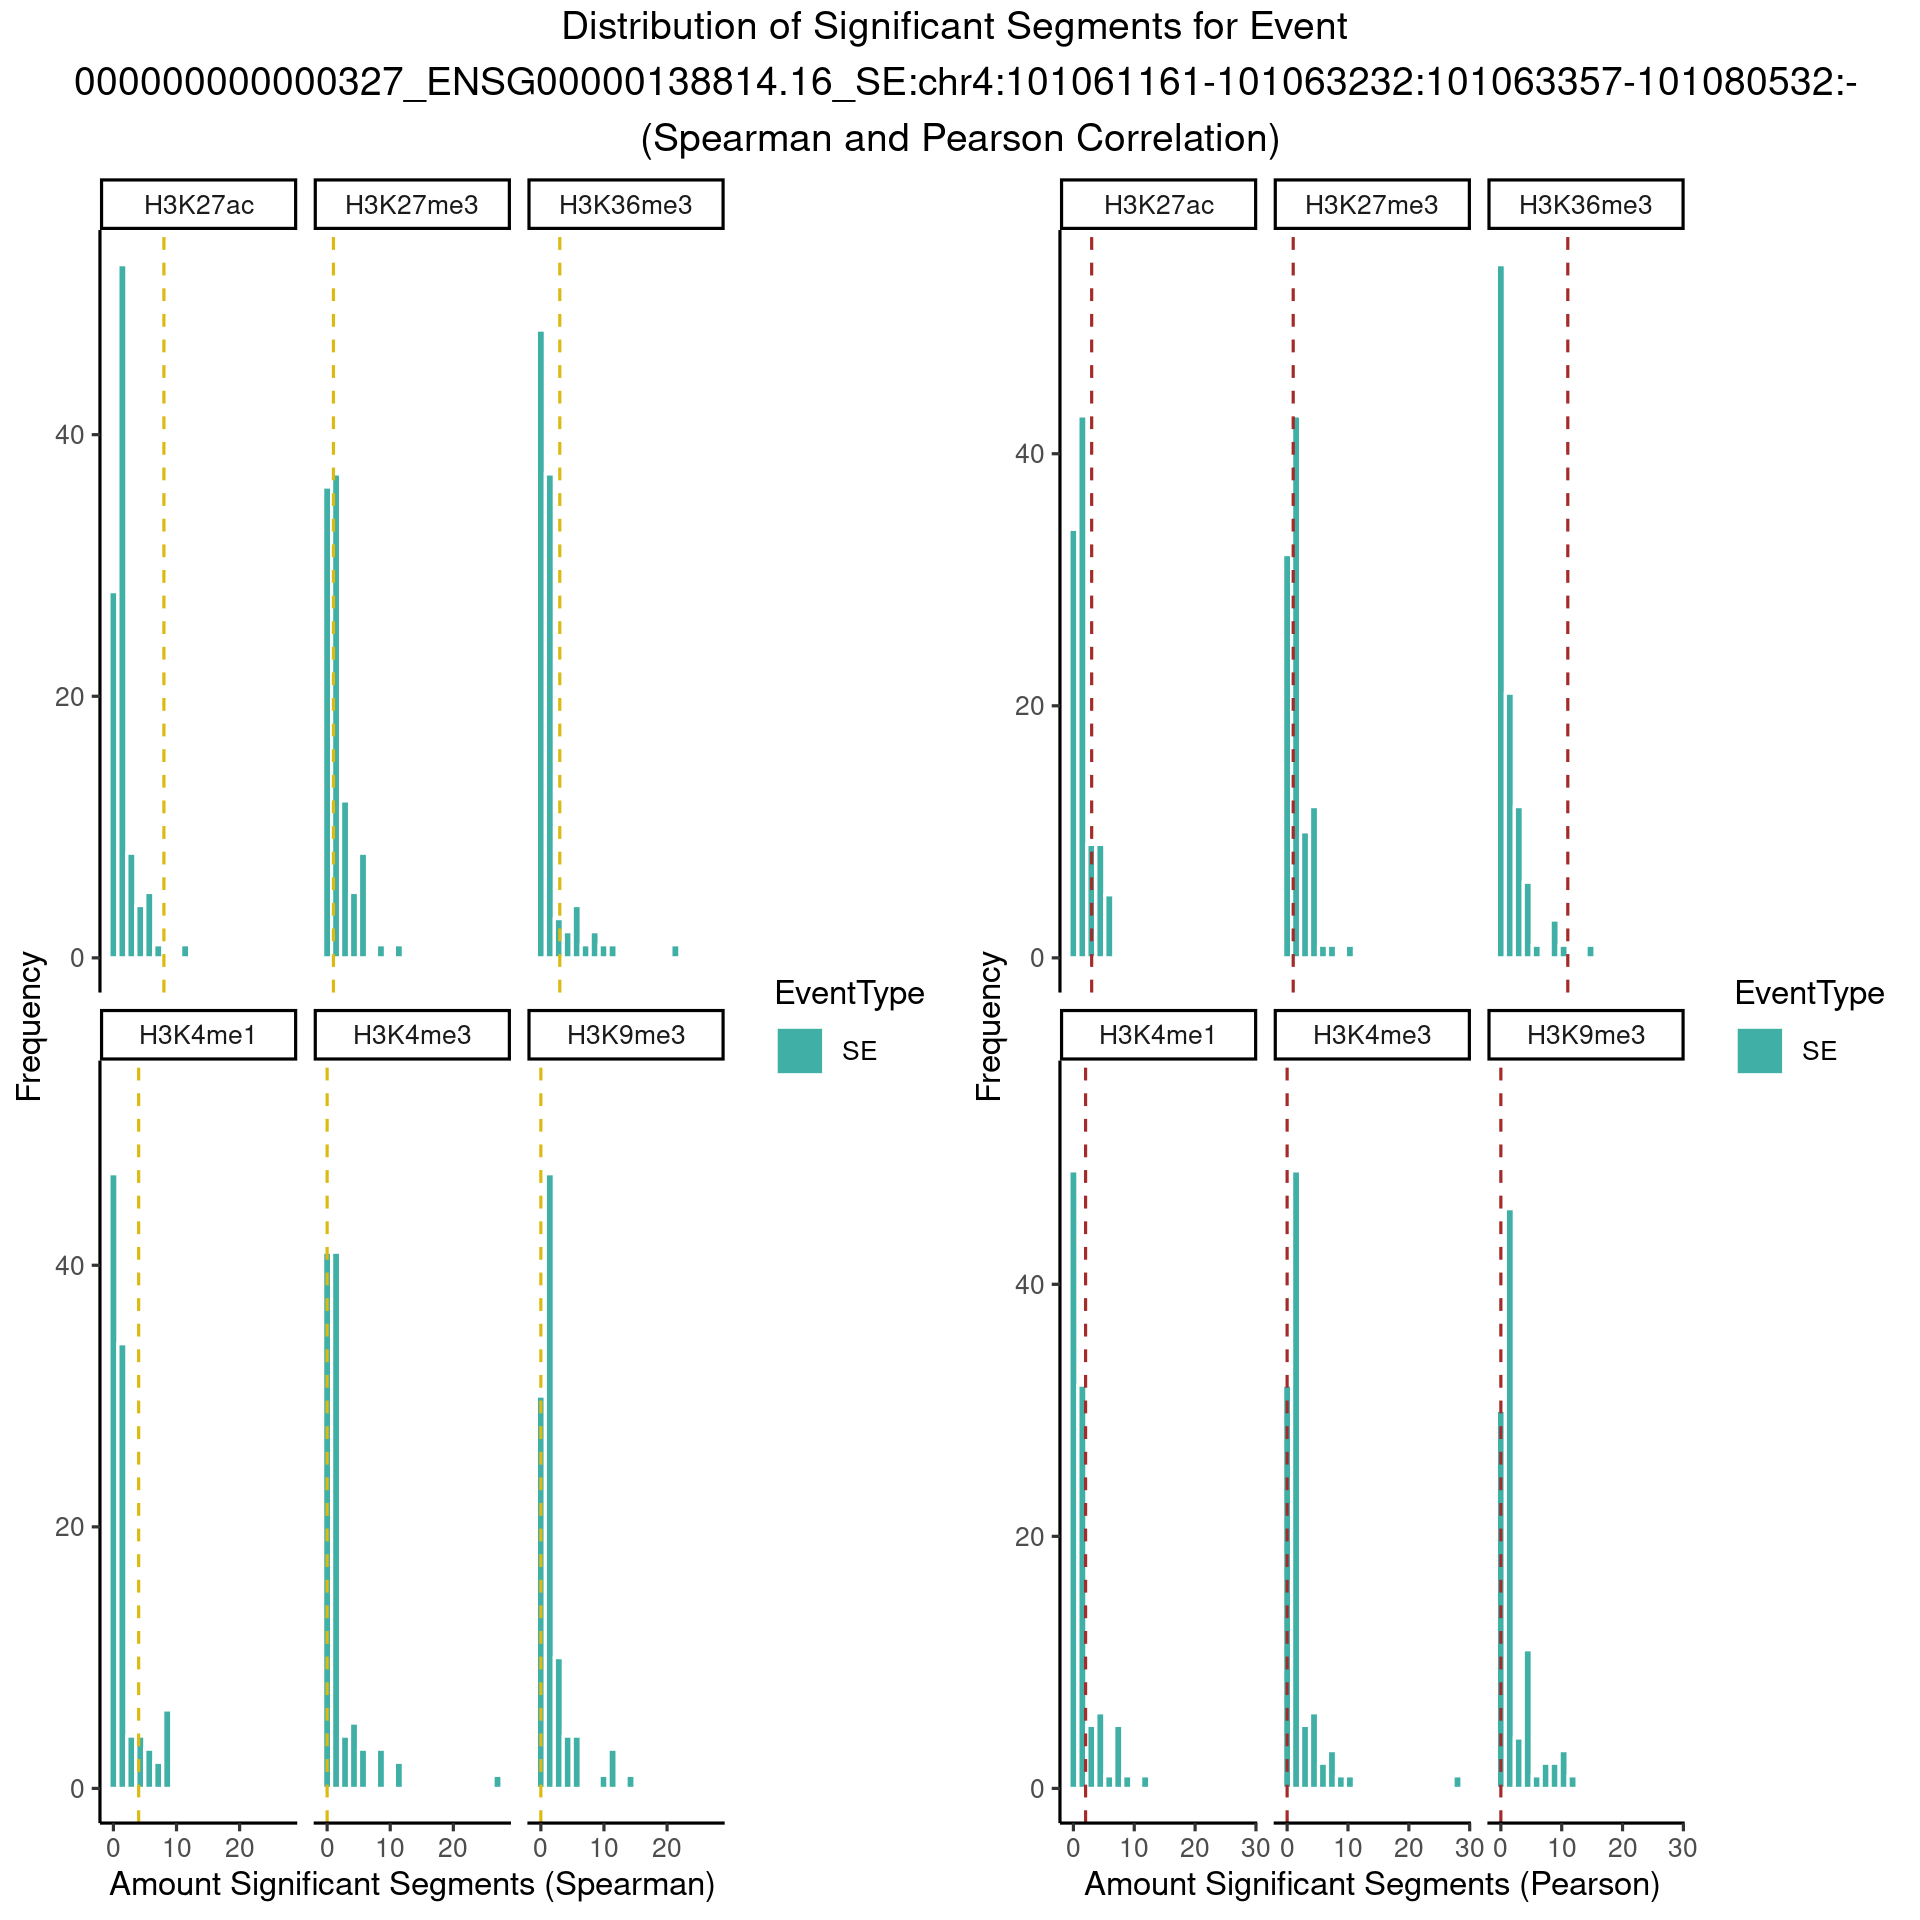 Distribution of Significant Segments for Event
000000000000327_ENSG00000138814.16_SE:chr4:101061161-101063232:101063357-101080532:-
(Spearman and Pearson Correlation)
H3K27ac
H3K27me3
H3K36me3
40
20
0
H3K4me1
H3K4me3
H3K9me3
40
20
0
0 10 20
0 10 20
0 10 20
Frequency
Amount Significant Segments (Spearman)
EventType
SE
H3K27ac
H3K27me3
H3K36me3
40
20
0
H3K4me1
H3K4me3
H3K9me3
40
20
0
0 10 20 30
0 10 20 30
0 10 20 30
Frequency
Amount Significant Segments (Pearson)
EventType
SE